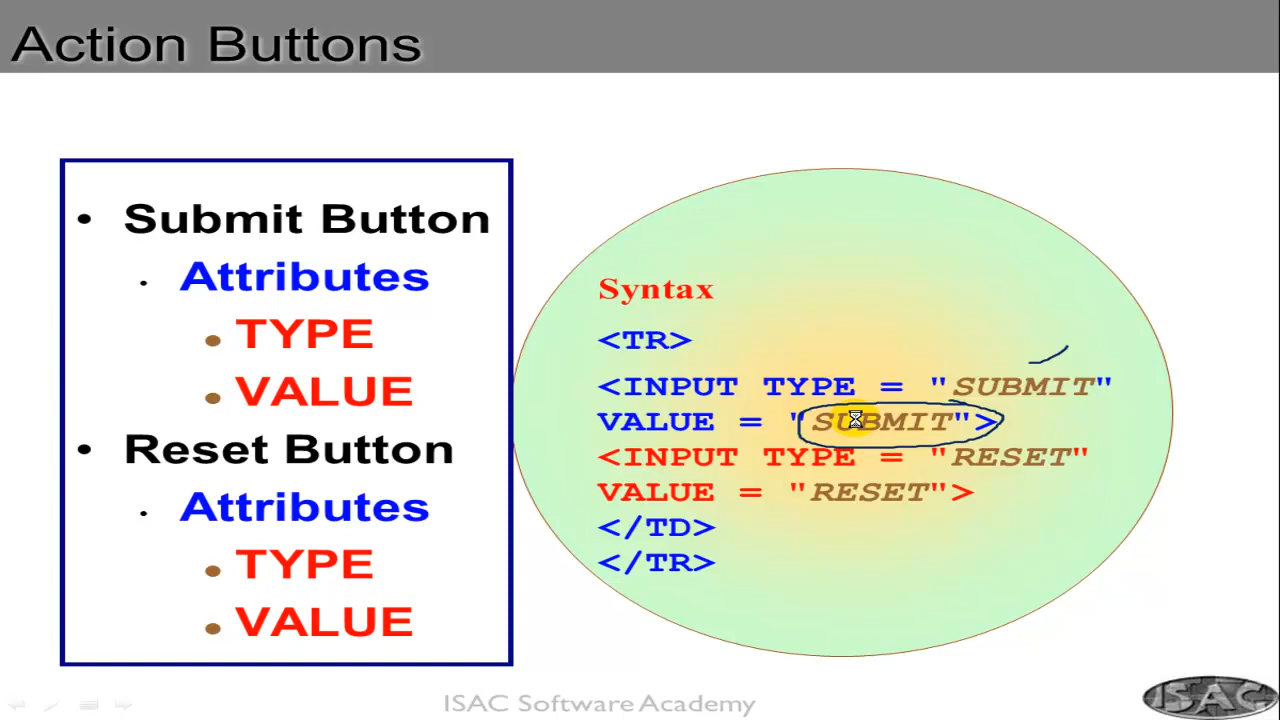 Action Buttons
• Submit Button
• Attributes
• TYPE
• VALUE
• Reset Button
• Attributes
• TYPE
• VALUE
Syntax
<TR>
<INPUT TYPE = "SUBMIT"
VALUE = "SUBMIT">
<INPUT TYPE = "RESET"
VALUE = "RESET">
</TD>
</TR>
ISAC Software Academy
ISAC